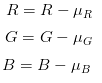 R = R − μ_R
G = G − μ_G
B = B − μ_B